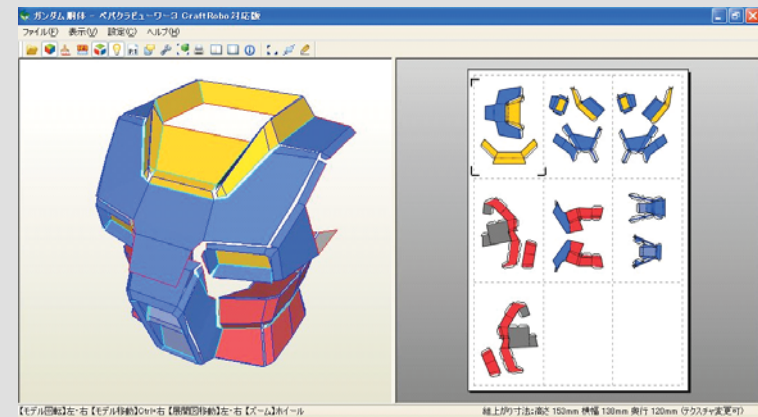 ガンダム 胴体 - ペパクラビューワー3 CraftRobo 対応版
ファイル(F) 表示(V) 設定(C) ヘルプ(H)
【モデル回転】左・右 【モデル移動】Ctrl+右 【展開図移動】左・右 【ズーム】ホイール
組上がり寸法:高さ 153mm 横幅 138mm 奥行 120mm (テクスチャ変更可)